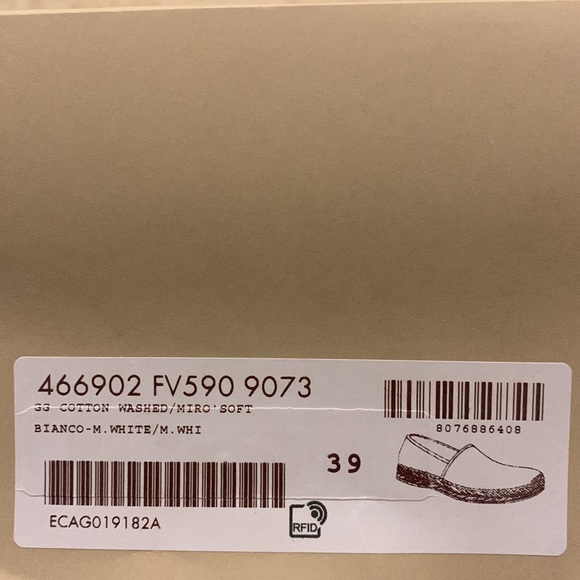 466902 FV590 9073
GG COTTON WASHED/MIRO'SOFT
BIANCO-M.WHITE/M.WHI
8076886408
39
ECAG019182A
RFID